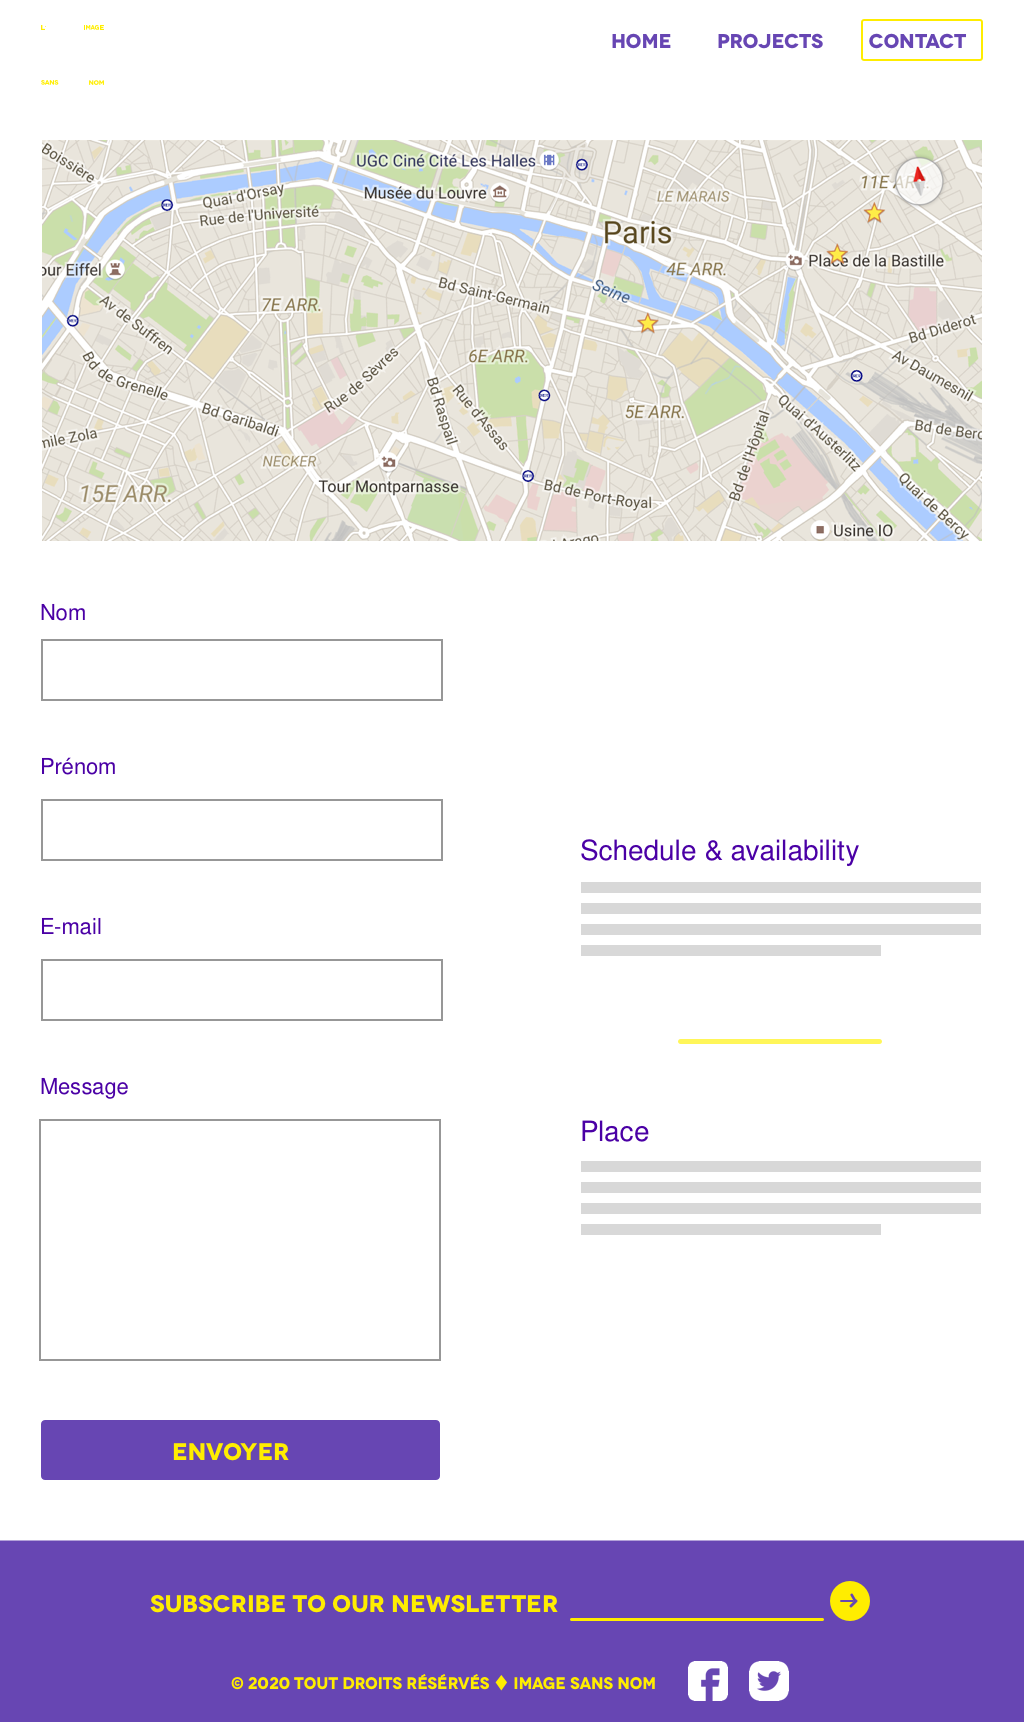 L' IMAGE
SANS NOM
HOME PROJECTS CONTACT
Boissière
UGC Ciné Cité Les Halles
Quai d'Orsay
Musée du Louvre
Rue de l'Université
LE MARAIS
11E ARR.
Paris
our Eiffel
4E ARR.
Place de la Bastille
7E ARR.
Bd Saint-Germain
Seine
Av de Suffren
Bd Diderot
6E ARR.
Av Daumesnil
Bd de Grenelle
Rue de Sèvres
Bd Raspail
Rue d'Assas
5E ARR.
Bd Garibaldi
Quai d'Austerlitz
mile Zola
Bd de l'Hôpital
Bd de Berc
NECKER
15E ARR.
Tour Montparnasse
Bd de Port-Royal
Quai de Bercy
Usine IO
Arago
Nom
Prénom
E-mail
Message
ENVOYER
Schedule & availability
Place
SUBSCRIBE TO OUR NEWSLETTER
© 2020 TOUT DROITS RÉSÉRVÉS ♦ IMAGE SANS NOM